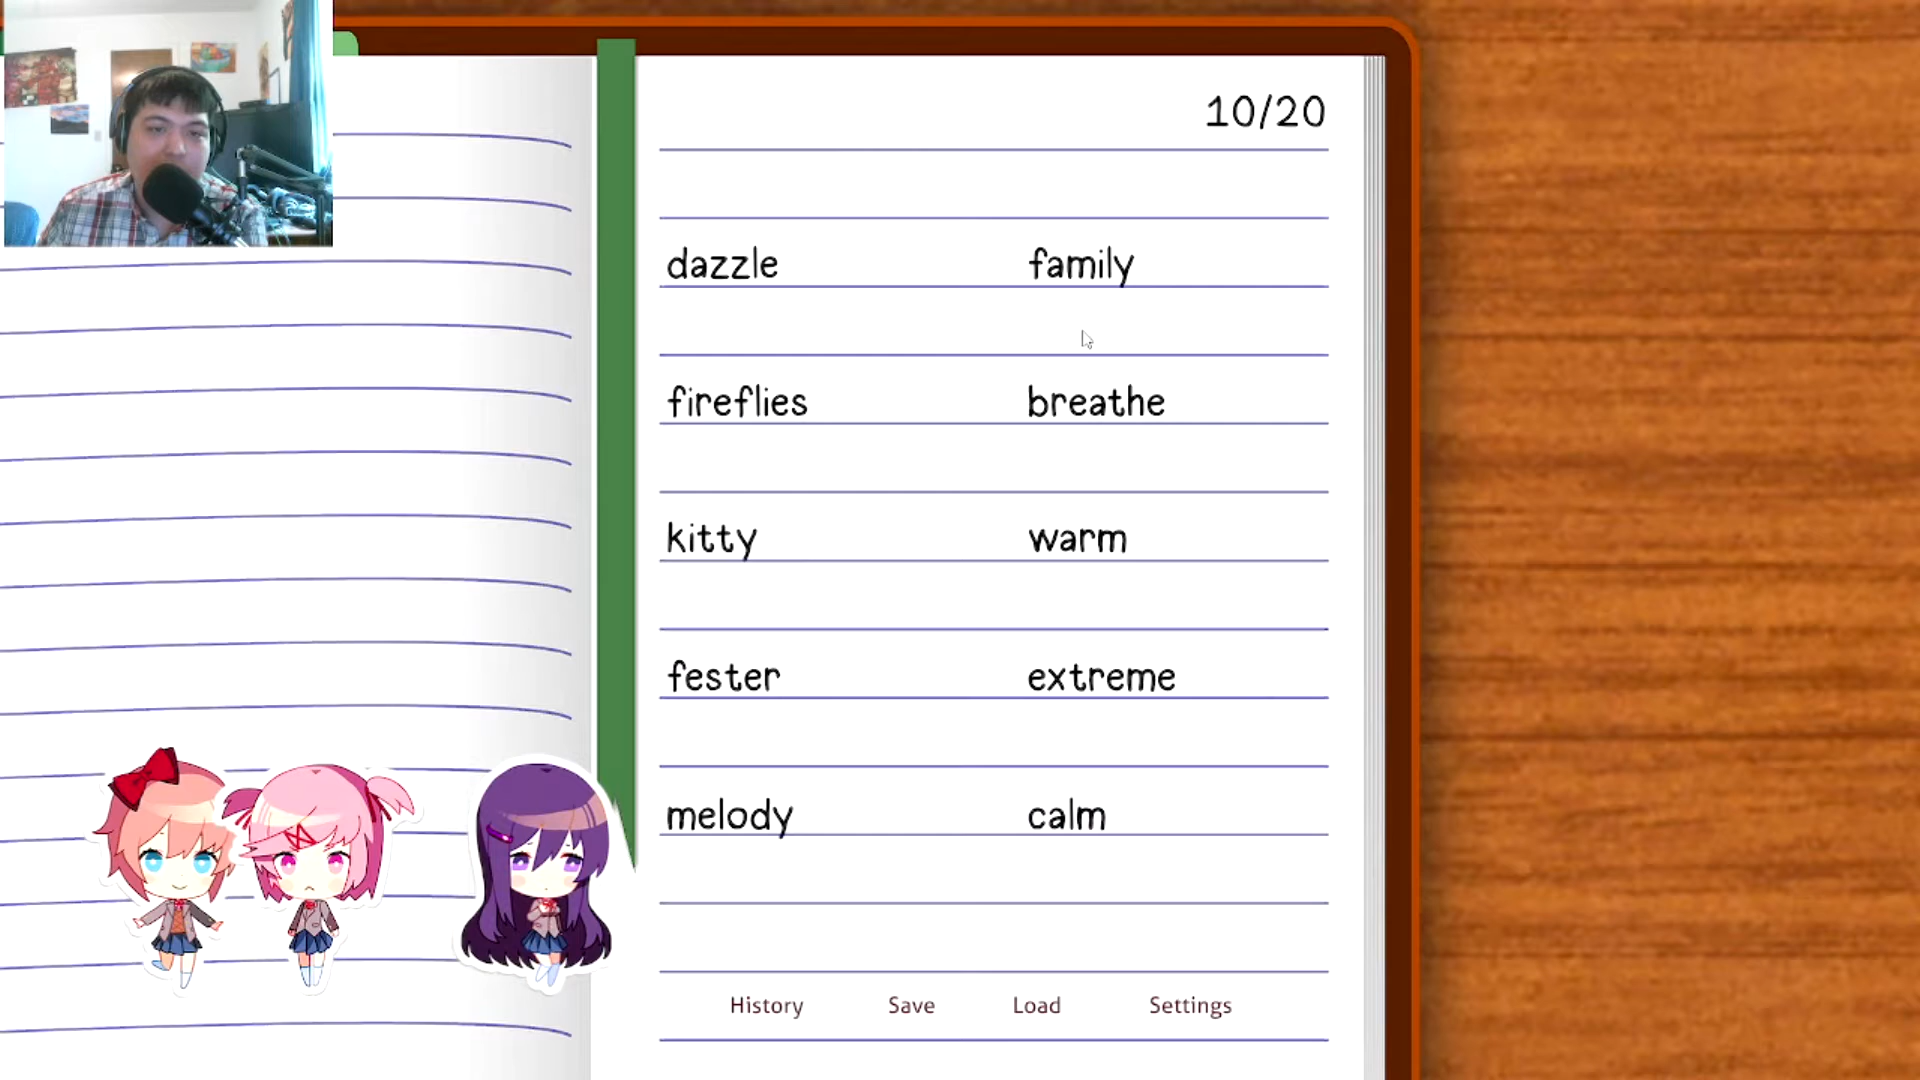 10/20
dazzle family
fireflies breathe
kitty warm
fester extreme
melody calm
History Save Load Settings